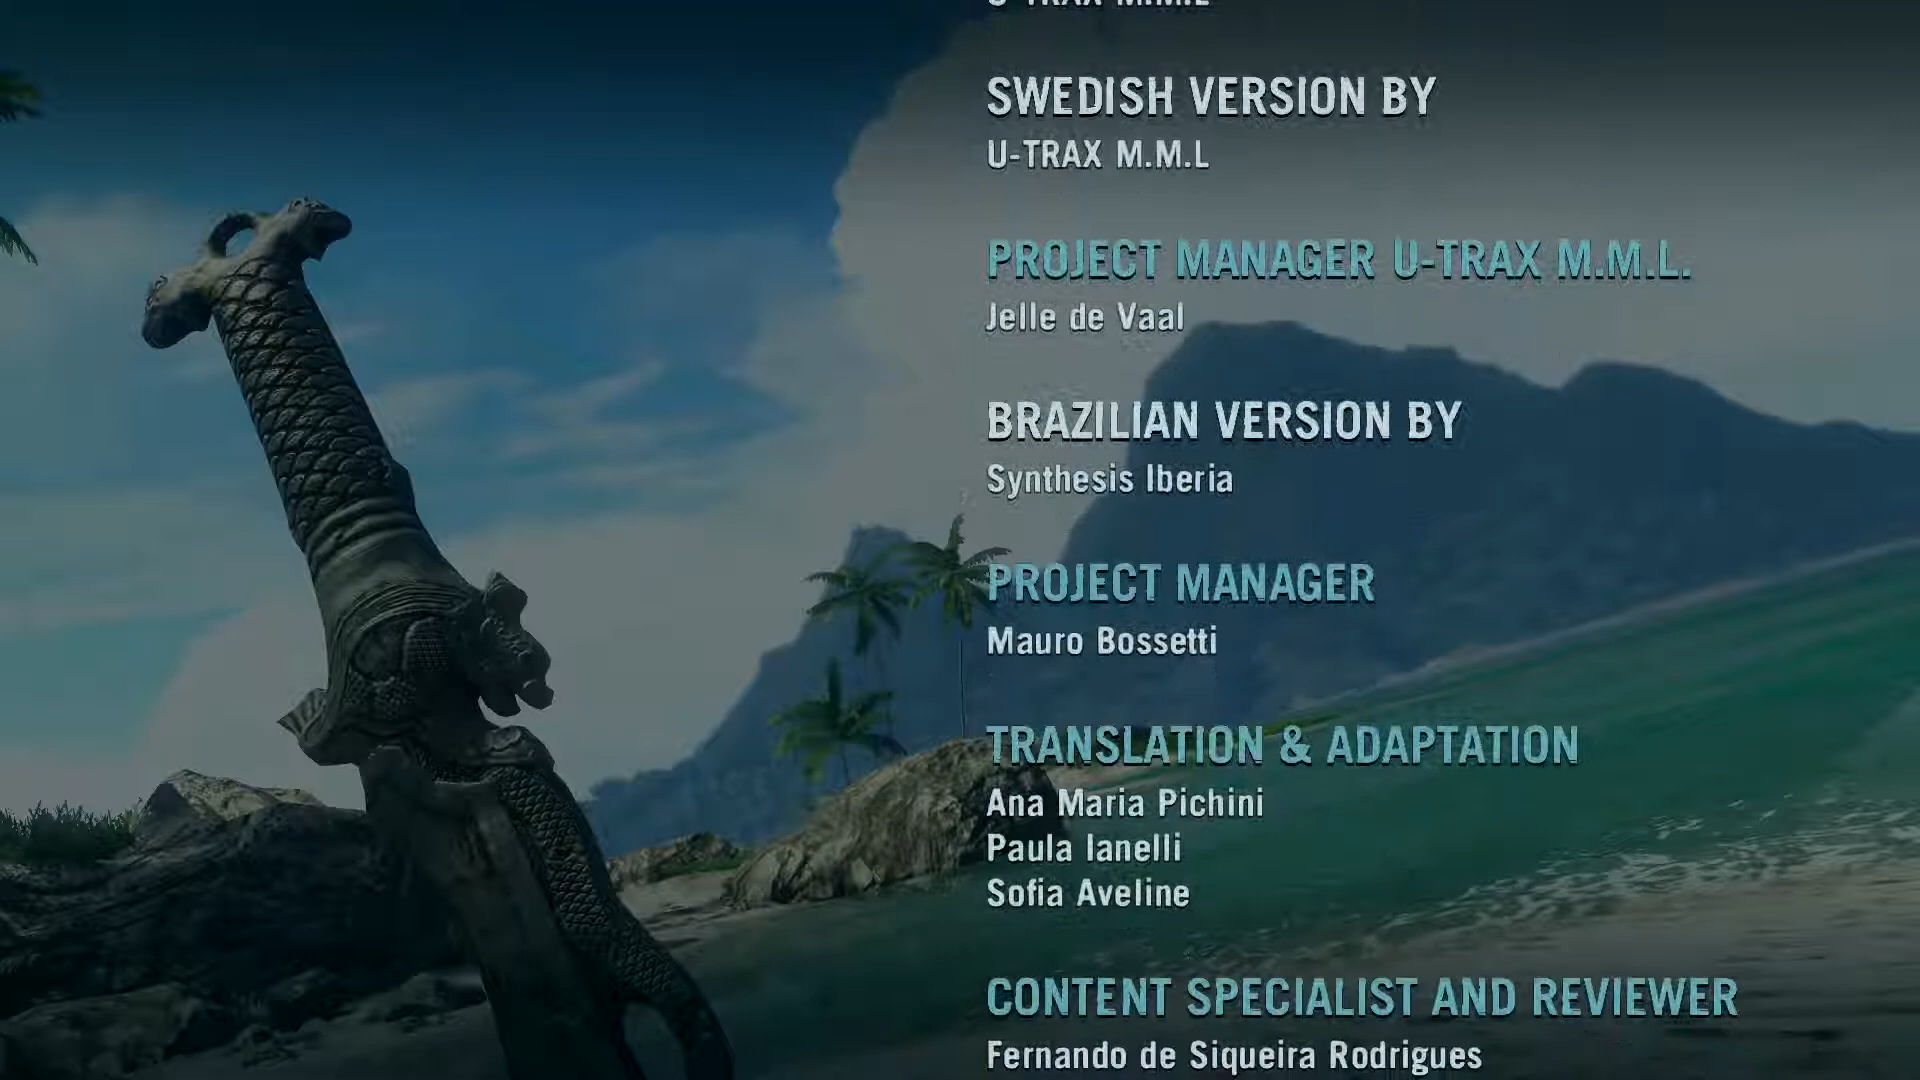 U-TRAX M.M.L
SWEDISH VERSION BY
U-TRAX M.M.L
PROJECT MANAGER U-TRAX M.M.L.
Jelle de Vaal
BRAZILIAN VERSION BY
Synthesis Iberia
PROJECT MANAGER
Mauro Bossetti
TRANSLATION & ADAPTATION
Ana Maria Pichini
Paula Ianelli
Sofia Aveline
CONTENT SPECIALIST AND REVIEWER
Fernando de Siqueira Rodrigues